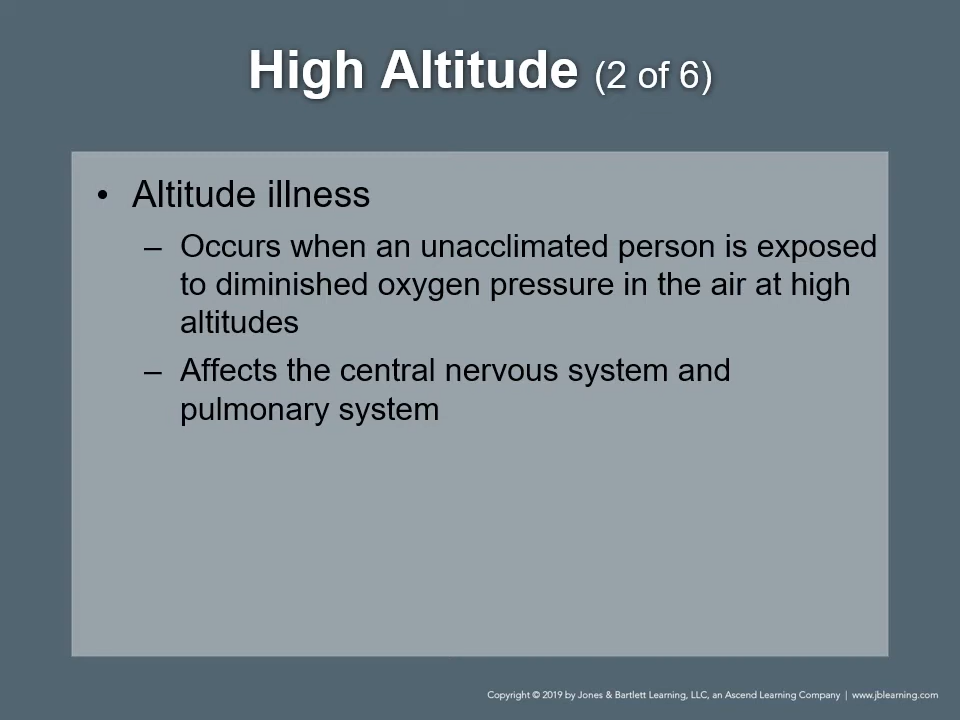 High Altitude (2 of 6)
• Altitude illness
– Occurs when an unacclimated person is exposed
to diminished oxygen pressure in the air at high
altitudes
– Affects the central nervous system and
pulmonary system
Copyright © 2019 by Jones & Bartlett Learning, LLC, an Ascend Learning Company | www.jblearning.com